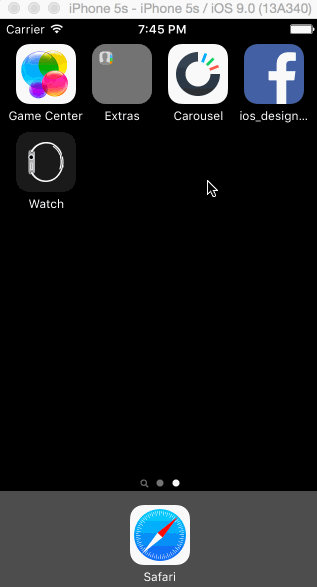 iPhone 5s - iPhone 5s / iOS 9.0 (13A340)
Carrier 7:45 PM
Game Center Extras Carousel ios_design...
Watch
Safari